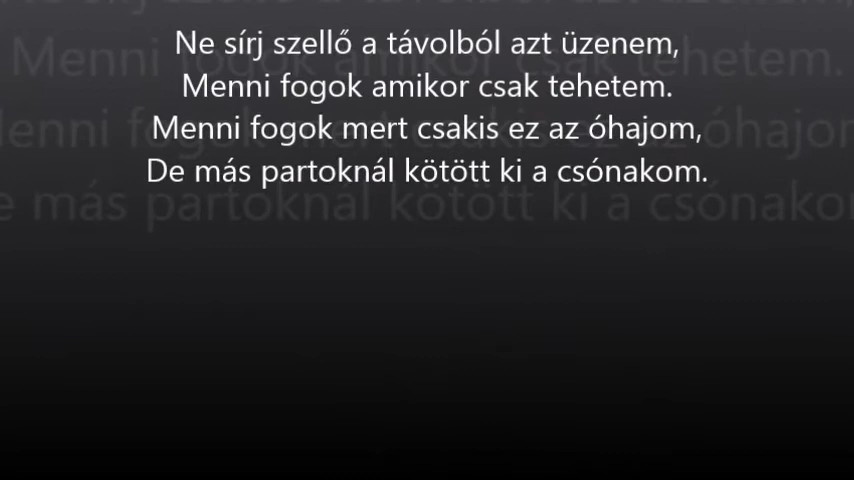 Ne sírj szellő a távolból azt üzenem,
Menni fogok amikor csak tehetem.
Menni fogok mert csakis ez az óhajom,
De más partoknál kötött ki a csónakom.